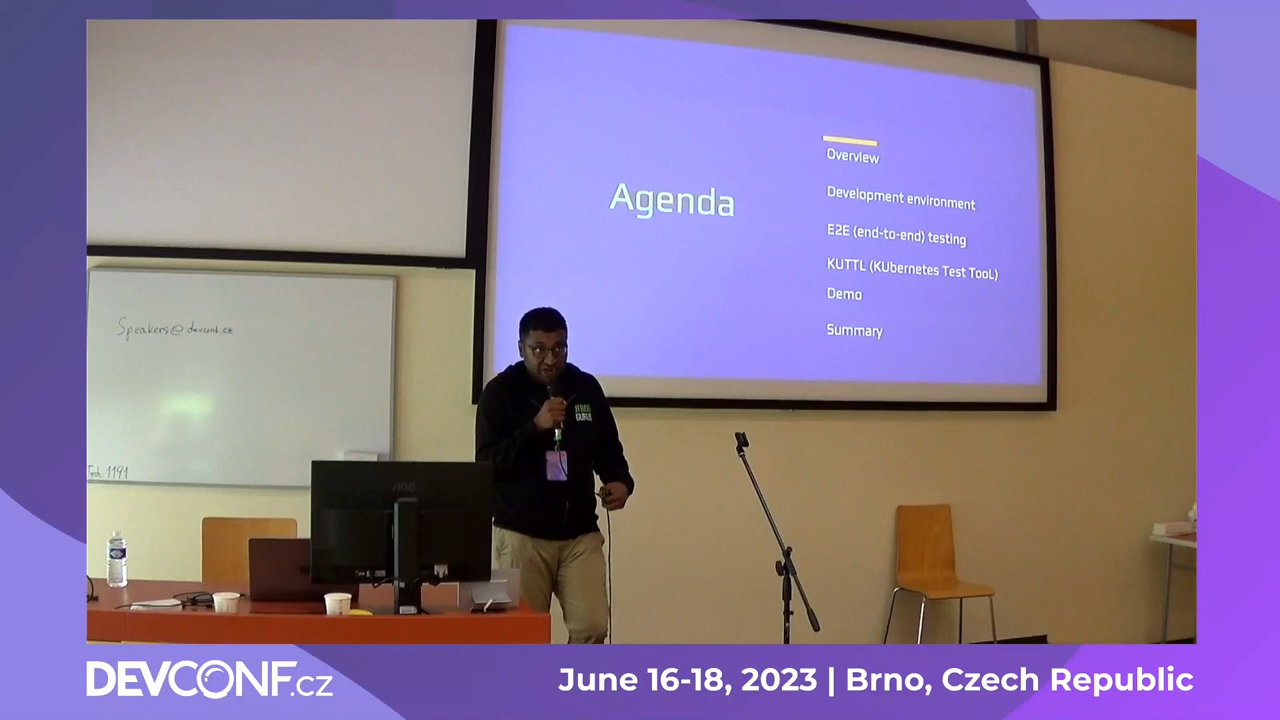 Agenda
Overview
Development environment
E2E (end-to-end) testing
KUTTL (KUbernetes Test TooL)
Demo
Summary
Speakers@devconf.cz
Tech: 1191
AOC
DEVCONF.CZ
June 16-18, 2023 | Brno, Czech Republic